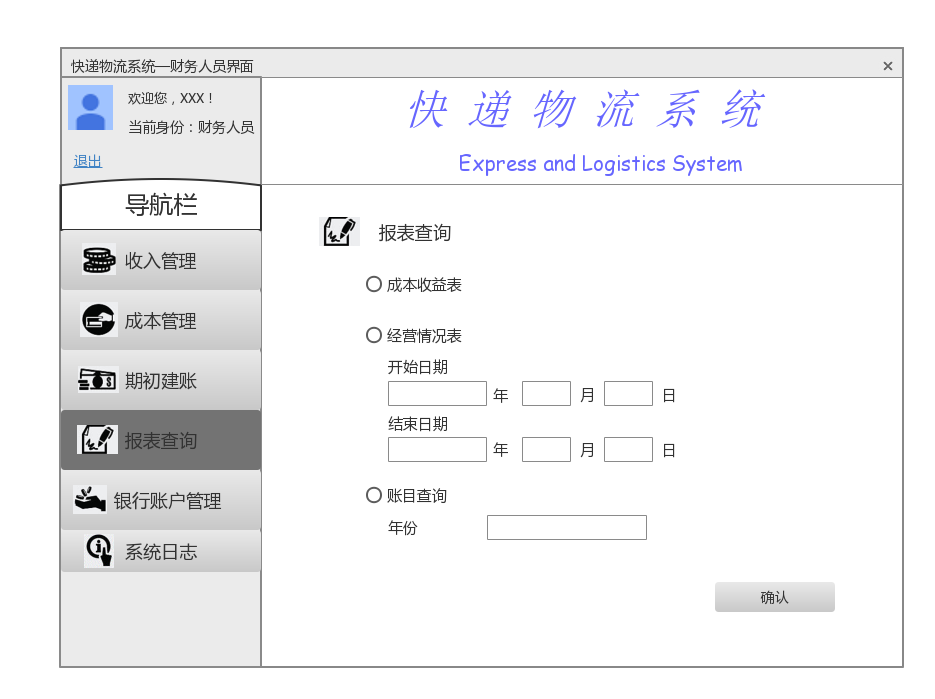 快递物流系统—财务人员界面
×
欢迎您，XXX！
当前身份：财务人员
退出
快递物流系统
Express and Logistics System
导航栏
收入管理
成本管理
期初建账
报表查询
银行账户管理
系统日志
报表查询
成本收益表
经营情况表
开始日期
年 月 日
结束日期
年 月 日
账目查询
年份
确认